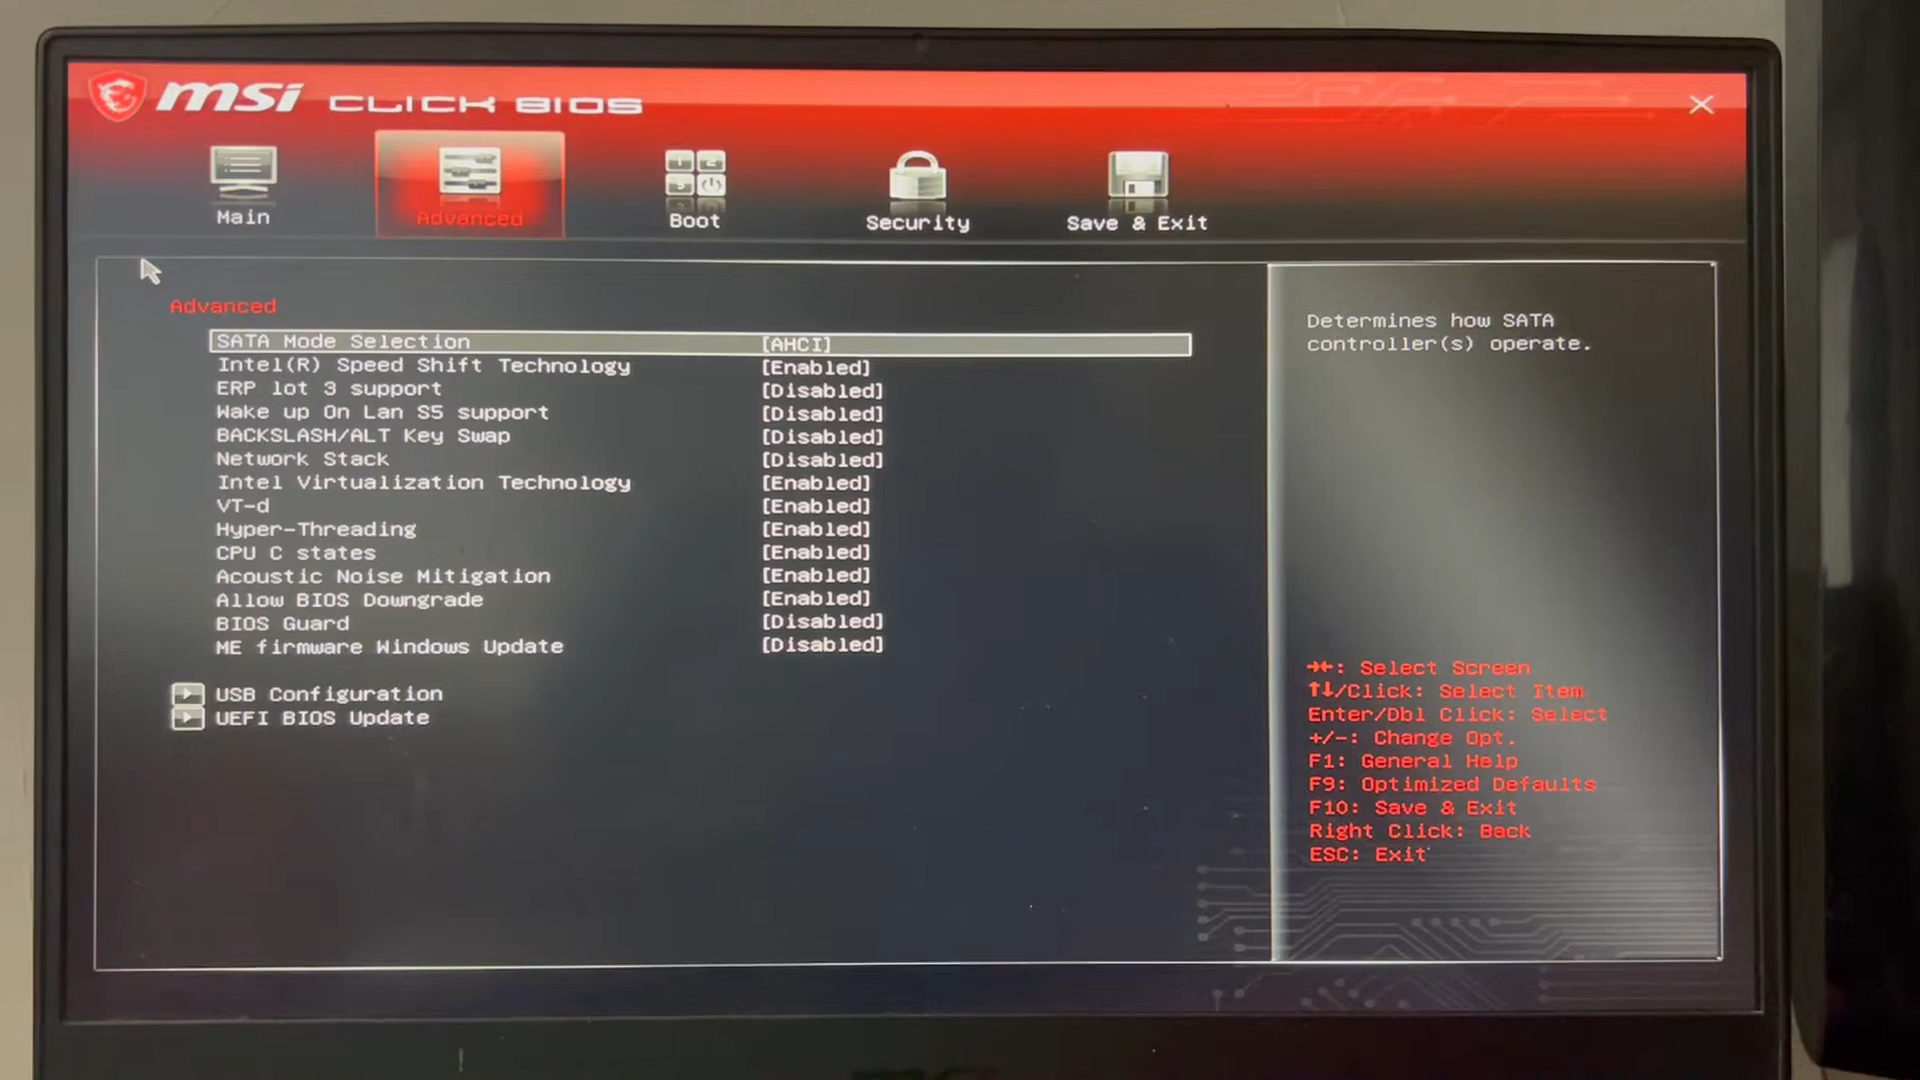 msi CLICK BIOS
Main
Advanced
Boot
Security
Save & Exit
Advanced
SATA Mode Selection [AHCI]
Intel(R) Speed Shift Technology [Enabled]
ERP lot 3 support [Disabled]
Wake up On Lan S5 support [Disabled]
BACKSLASH/ALT Key Swap [Disabled]
Network Stack [Disabled]
Intel Virtualization Technology [Enabled]
VT-d [Enabled]
Hyper-Threading [Enabled]
CPU C states [Enabled]
Acoustic Noise Mitigation [Enabled]
Allow BIOS Downgrade [Enabled]
BIOS Guard [Disabled]
ME firmware Windows Update [Disabled]
USB Configuration
UEFI BIOS Update
Determines how SATA
controller(s) operate.
→←: Select Screen
↑↓/Click: Select Item
Enter/Dbl Click: Select
+/-: Change Opt.
F1: General Help
F9: Optimized Defaults
F10: Save & Exit
Right Click: Back
ESC: Exit